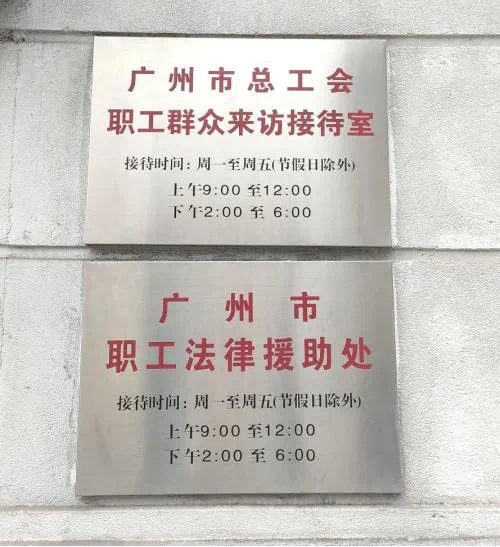 广州市总工会
职工群众来访接待室
接待时间：周一至周五(节假日除外)
上午9:00 至12:00
下午2:00 至 6:00
广州市
职工法律援助处
接待时间：周一至周五(节假日除外)
上午9:00 至12:00
下午2:00 至 6:00